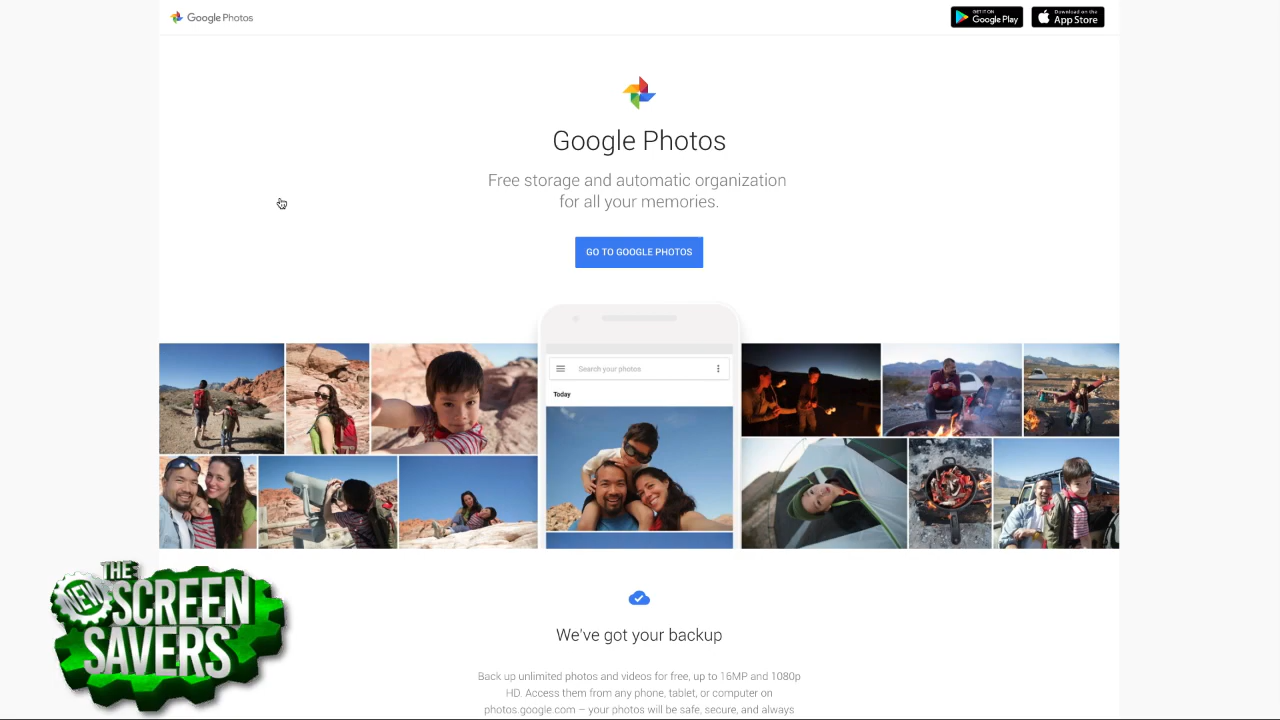 Google Photos
GET IT ON
Google Play
Download on the
App Store
Google Photos
Free storage and automatic organization
for all your memories.
GO TO GOOGLE PHOTOS
Search your photos
Today
We've got your backup
Back up unlimited photos and videos for free, up to 16MP and 1080p
HD. Access them from any phone, tablet, or computer on
photos.google.com – your photos will be safe, secure, and always
THE
NEW
SCREEN
SAVERS